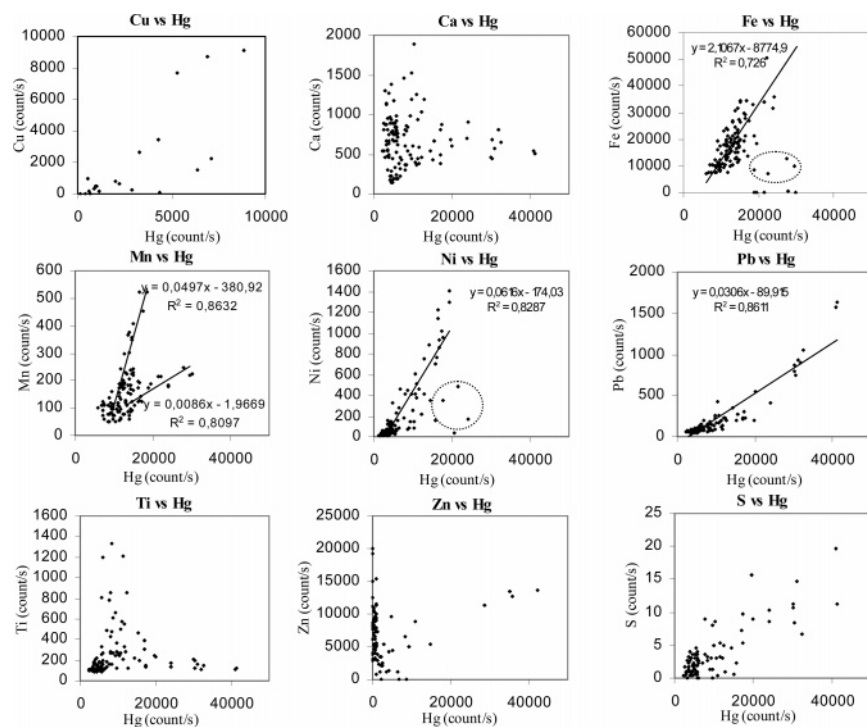 Cu vs Hg
10000
8000
6000
4000
2000
0
Cu (count/s)
0 5000 10000
Hg (count/s)
Ca vs Hg
2000
1500
1000
500
0
Ca (count/s)
0 20000 40000
Hg (count/s)
Fe vs Hg
60000
50000
40000
30000
20000
10000
0
Fe (count/s)
y = 2,1067x - 8774,9
R² = 0,726
0 20000 40000
Hg (count/s)
Mn vs Hg
600
500
400
300
200
100
0
Mn (count/s)
y = 0,0497x - 380,92
R² = 0,8632
y = 0,0086x - 1,9669
R² = 0,8097
0 20000 40000
Hg (count/s)
Ni vs Hg
1600
1400
1200
1000
800
600
400
200
0
Ni (count/s)
y = 0,0616x - 174,03
R² = 0,8287
0 20000 40000
Hg (count/s)
Pb vs Hg
2000
1500
1000
500
0
Pb (count/s)
y = 0,0306x - 89,915
R² = 0,8611
0 20000 40000
Hg (count/s)
Ti vs Hg
1600
1400
1200
1000
800
600
400
200
0
Ti (count/s)
0 20000 40000
Hg (count/s)
Zn vs Hg
25000
20000
15000
10000
5000
0
Zn (count/s)
0 20000 40000
Hg (count/s)
S vs Hg
25
20
15
10
5
0
S (count/s)
0 20000 40000
Hg (count/s)